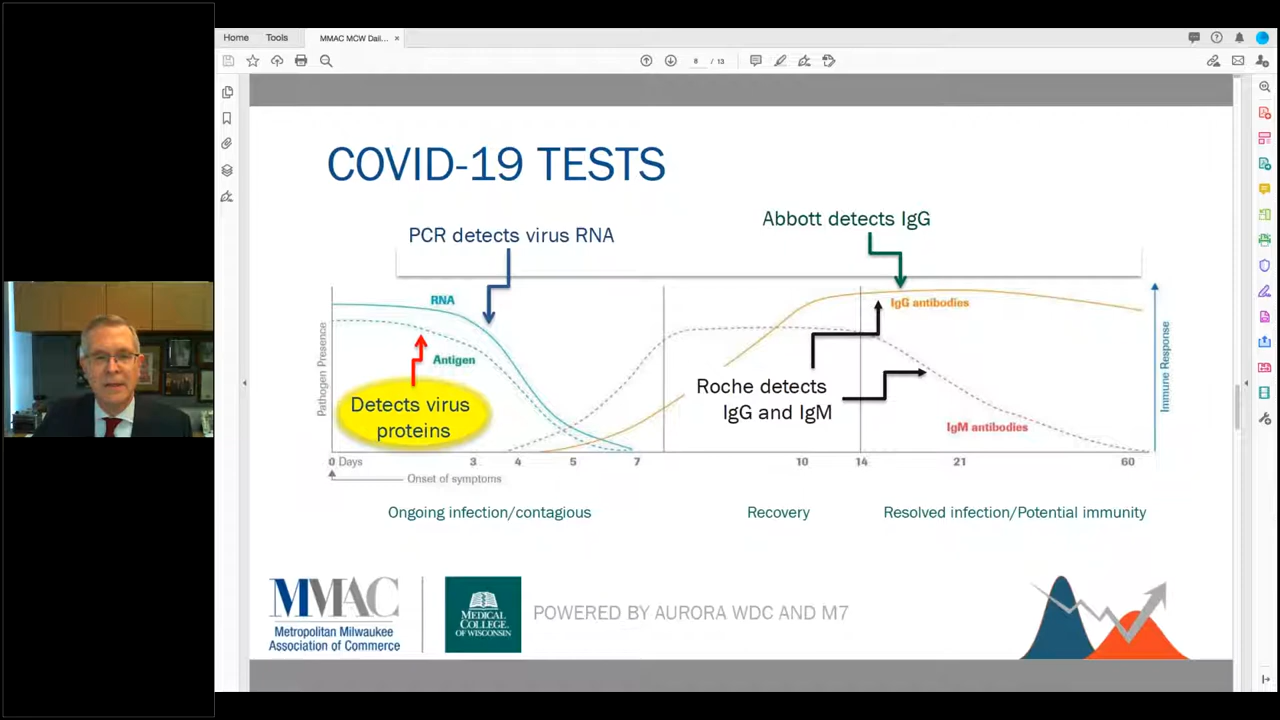 Home Tools MMAC MCW Dail... ×
8 / 13
COVID-19 TESTS
PCR detects virus RNA
Abbott detects IgG
RNA
IgG antibodies
Antigen
Pathogen Presence
Immune Response
Detects virus
proteins
Roche detects
IgG and IgM
IgM antibodies
0 Days 3 4 5 7 10 14 21 60
Onset of symptoms
Ongoing infection/contagious Recovery Resolved infection/Potential immunity
MMAC
Metropolitan Milwaukee
Association of Commerce
MEDICAL
COLLEGE
OF WISCONSIN
POWERED BY AURORA WDC AND M7